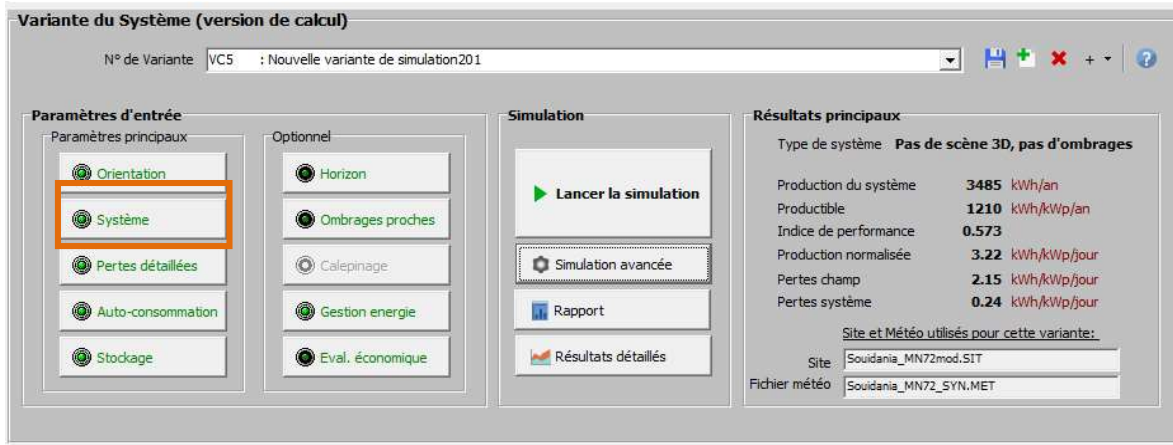 Variante du Système (version de calcul)
N° de Variante VC5 : Nouvelle variante de simulation201
+
Paramètres d'entrée
Paramètres principaux
Orientation
Système
Pertes détaillées
Auto-consommation
Stockage
Optionnel
Horizon
Ombrages proches
Calepinage
Gestion energie
Eval. économique
Simulation
Lancer la simulation
Simulation avancée
Rapport
Résultats détaillés
Résultats principaux
Type de système Pas de scène 3D, pas d'ombrages
Production du système 3485 kWh/an
Productible 1210 kWh/kWp/an
Indice de performance 0.573
Production normalisée 3.22 kWh/kWp/jour
Pertes champ 2.15 kWh/kWp/jour
Pertes système 0.24 kWh/kWp/jour
Site et Météo utilisés pour cette variante:
Site Souidania_MN72mod.SIT
Fichier météo Souidania_MN72_SYN.MET